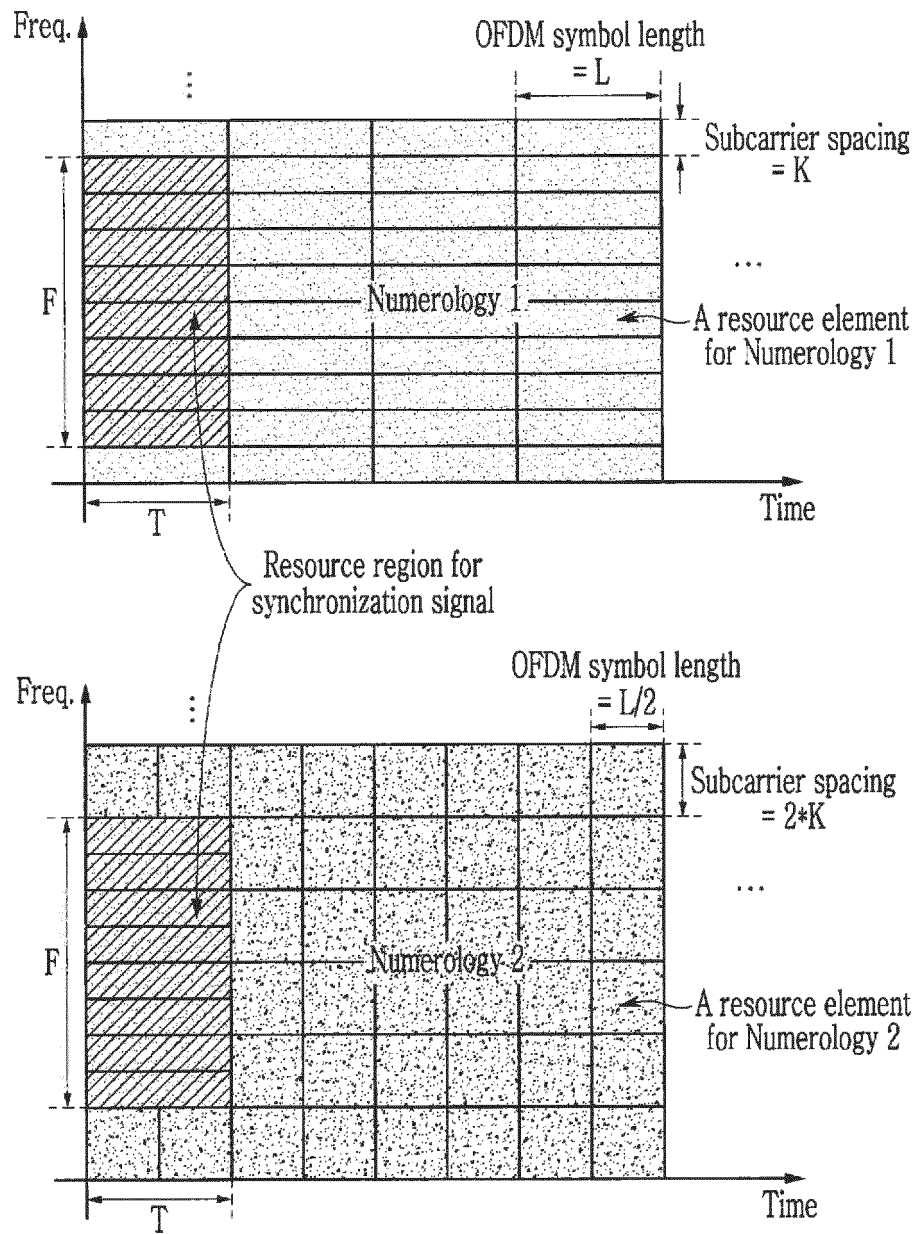 Freq.
OFDM symbol length
= L
Subcarrier spacing
= K
...
F
Numerology 1
A resource element
for Numerology 1
...
T
Time
Resource region for
synchronization signal
Freq.
OFDM symbol length
= L/2
Subcarrier spacing
= 2*K
...
F
Numerology 2
A resource element
for Numerology 2
...
T
Time